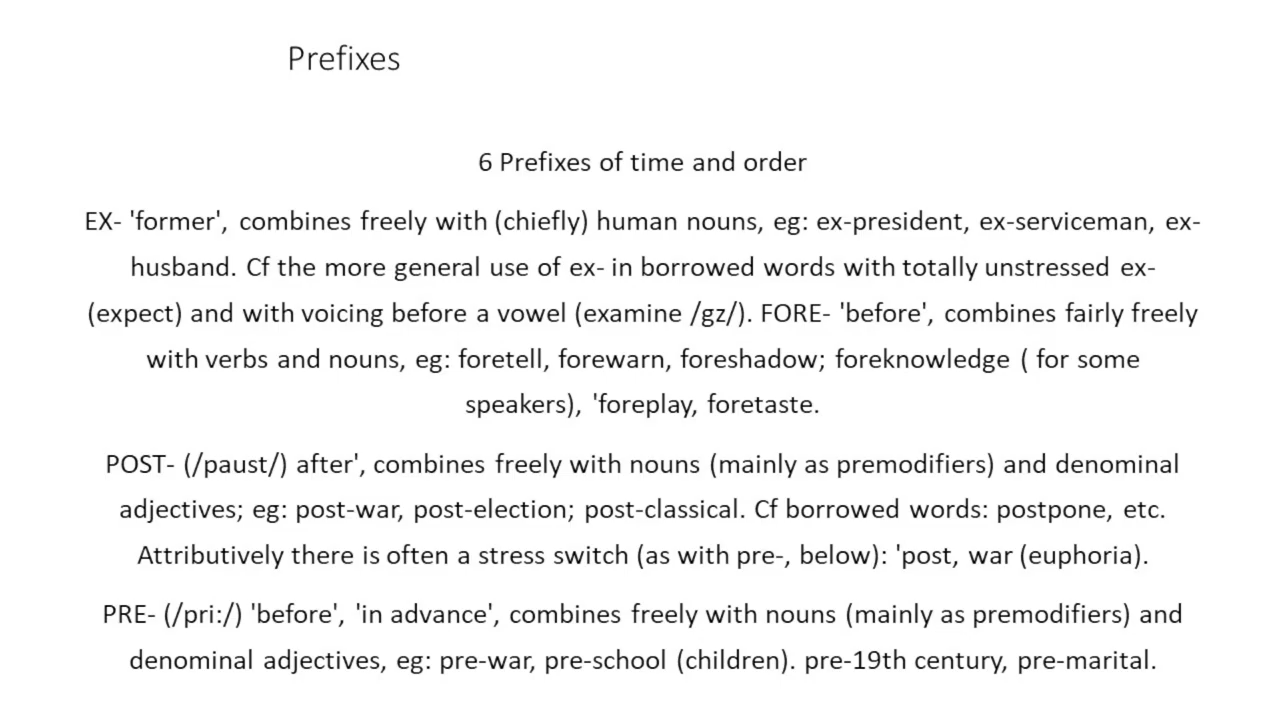 Prefixes
6 Prefixes of time and order
EX- 'former', combines freely with (chiefly) human nouns, eg: ex-president, ex-serviceman, ex-
husband. Cf the more general use of ex- in borrowed words with totally unstressed ex-
(expect) and with voicing before a vowel (examine /gz/). FORE- 'before', combines fairly freely
with verbs and nouns, eg: foretell, forewarn, foreshadow; foreknowledge ( for some
speakers), 'foreplay, foretaste.
POST- (/paust/) after', combines freely with nouns (mainly as premodifiers) and denominal
adjectives; eg: post-war, post-election; post-classical. Cf borrowed words: postpone, etc.
Attributively there is often a stress switch (as with pre-, below): 'post, war (euphoria).
PRE- (/pri:/) 'before', 'in advance', combines freely with nouns (mainly as premodifiers) and
denominal adjectives, eg: pre-war, pre-school (children). pre-19th century, pre-marital.